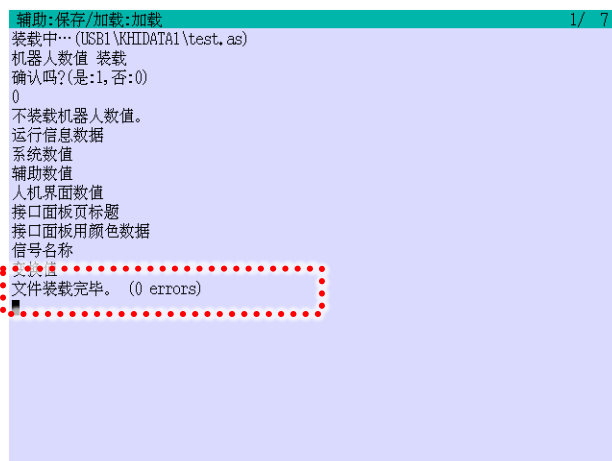 辅助:保存/加载:加载 1/ 7
装载中…(USB1\KHIDATA1\test.as)
机器人数值 装载
确认吗?(是:1,否:0)
0
不装载机器人数值。
运行信息数据
系统数值
辅助数值
人机界面数值
接口面板页标题
接口面板用颜色数据
信号名称
变换值
文件装载完毕。 (0 errors)